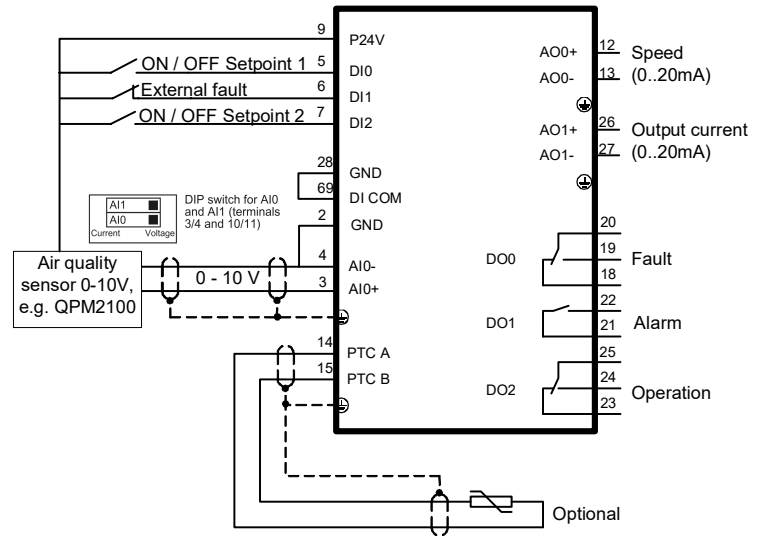 9 P24V
ON / OFF Setpoint 1 5 DI0
External fault 6 DI1
ON / OFF Setpoint 2 7 DI2
28 GND
69 DI COM
2 GND
4 AI0-
3 AI0+
14 PTC A
15 PTC B
AI1
AI0
Current Voltage
DIP switch for AI0
and AI1 (terminals
3/4 and 10/11)
Air quality
sensor 0-10V,
e.g. QPM2100
0 - 10 V
AO0+ 12 Speed
AO0- 13 (0..20mA)
AO1+ 26 Output current
AO1- 27 (0..20mA)
20
DO0 19 Fault
18
22
DO1 21 Alarm
25
DO2 24 Operation
23
Optional